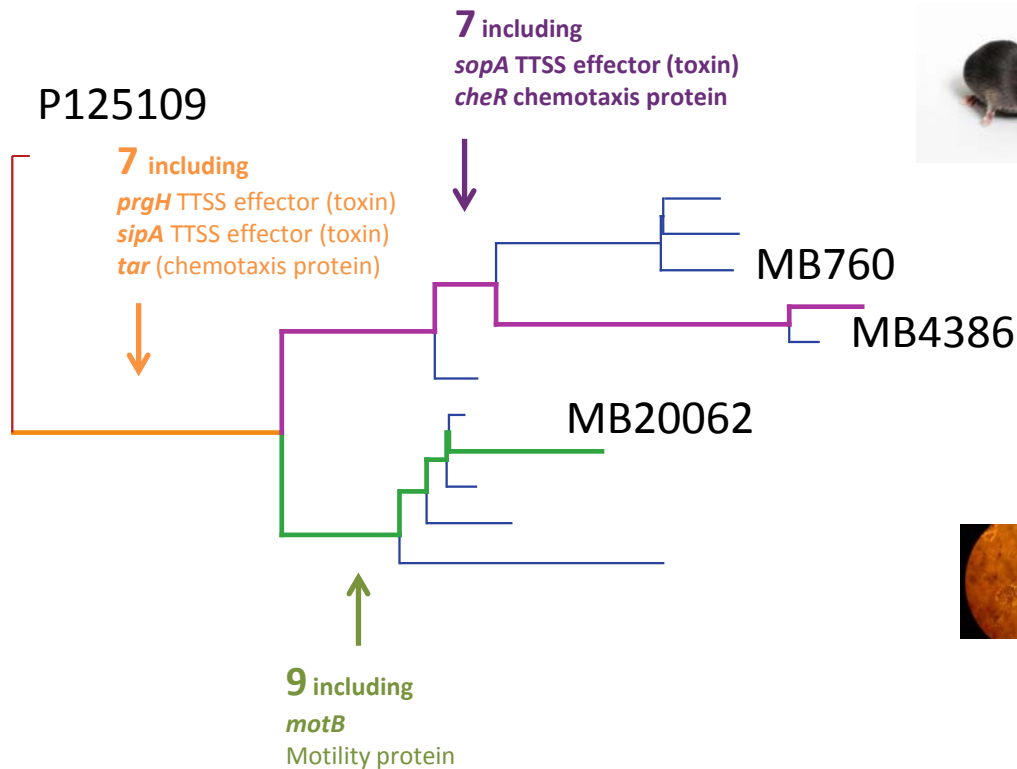 7 including
sopA TTSS effector (toxin)
cheR chemotaxis protein
P125109
7 including
prgH TTSS effector (toxin)
sipA TTSS effector (toxin)
tar (chemotaxis protein)
MB760
MB4386
MB20062
9 including
motB
Motility protein